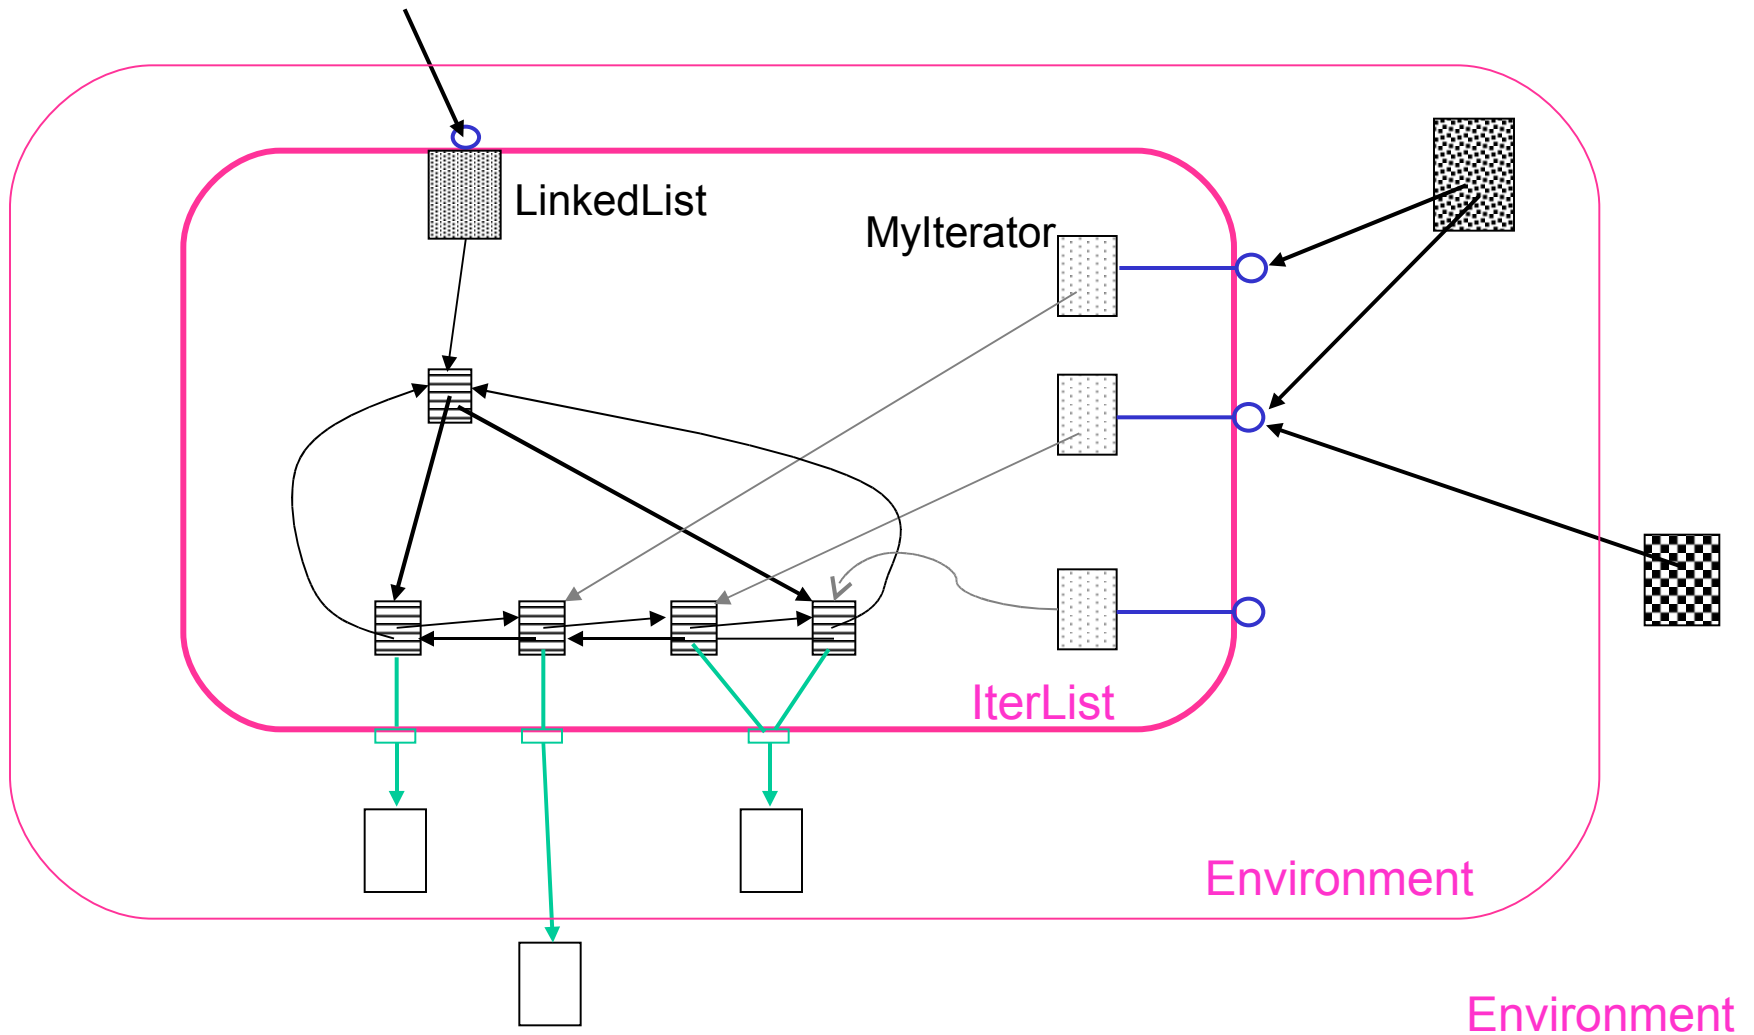 LinkedList
MyIterator
IterList
Environment
Environment